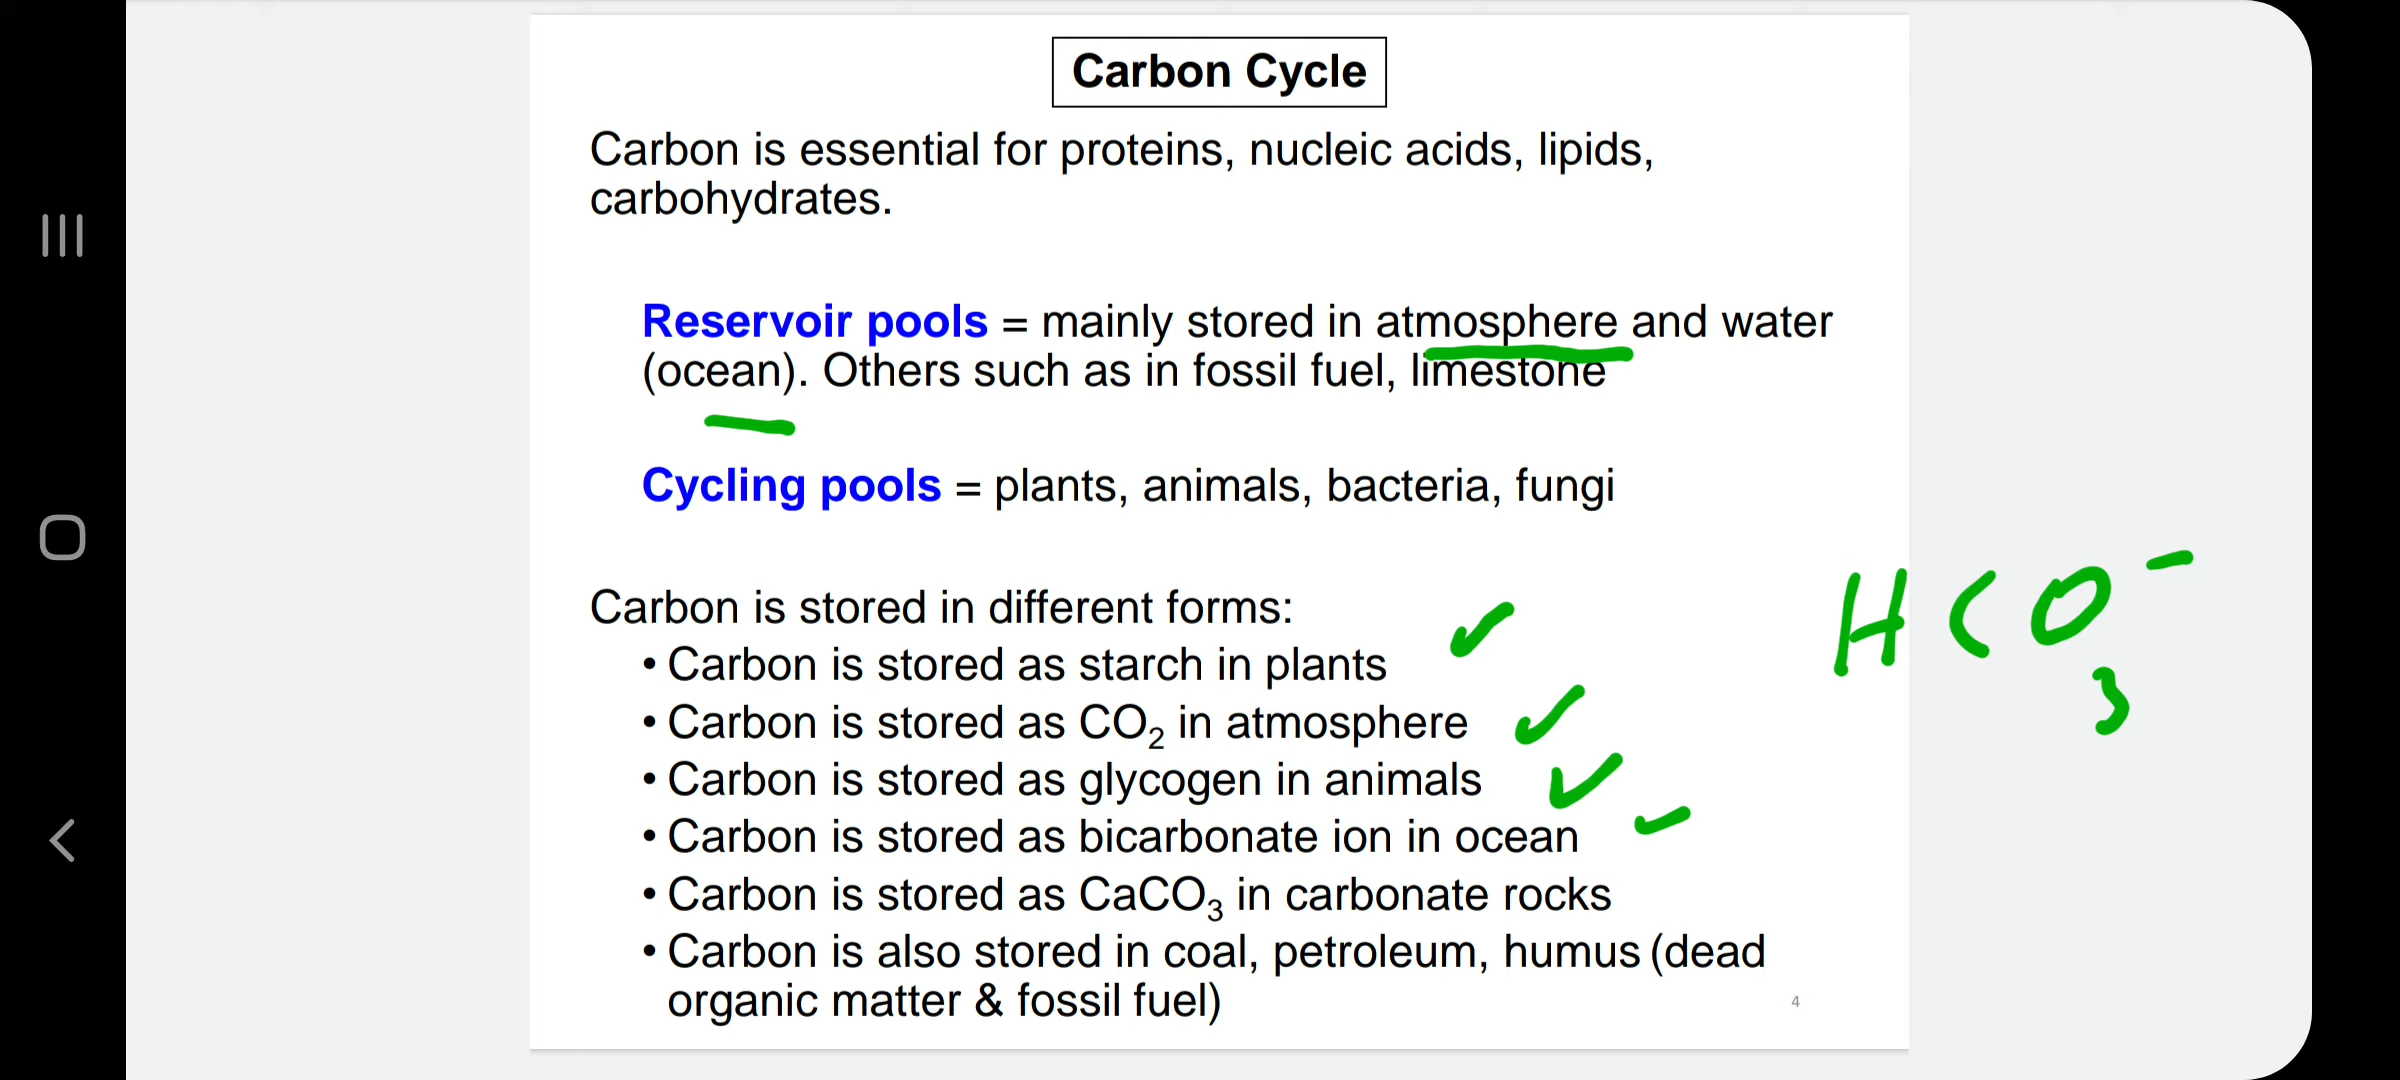 Carbon Cycle
Carbon is essential for proteins, nucleic acids, lipids,
carbohydrates.
Reservoir pools = mainly stored in atmosphere and water
(ocean). Others such as in fossil fuel, limestone
Cycling pools = plants, animals, bacteria, fungi
HCO₃⁻
Carbon is stored in different forms:
• Carbon is stored as starch in plants
• Carbon is stored as CO₂ in atmosphere
• Carbon is stored as glycogen in animals
• Carbon is stored as bicarbonate ion in ocean
• Carbon is stored as CaCO₃ in carbonate rocks
• Carbon is also stored in coal, petroleum, humus (dead
organic matter & fossil fuel)
4